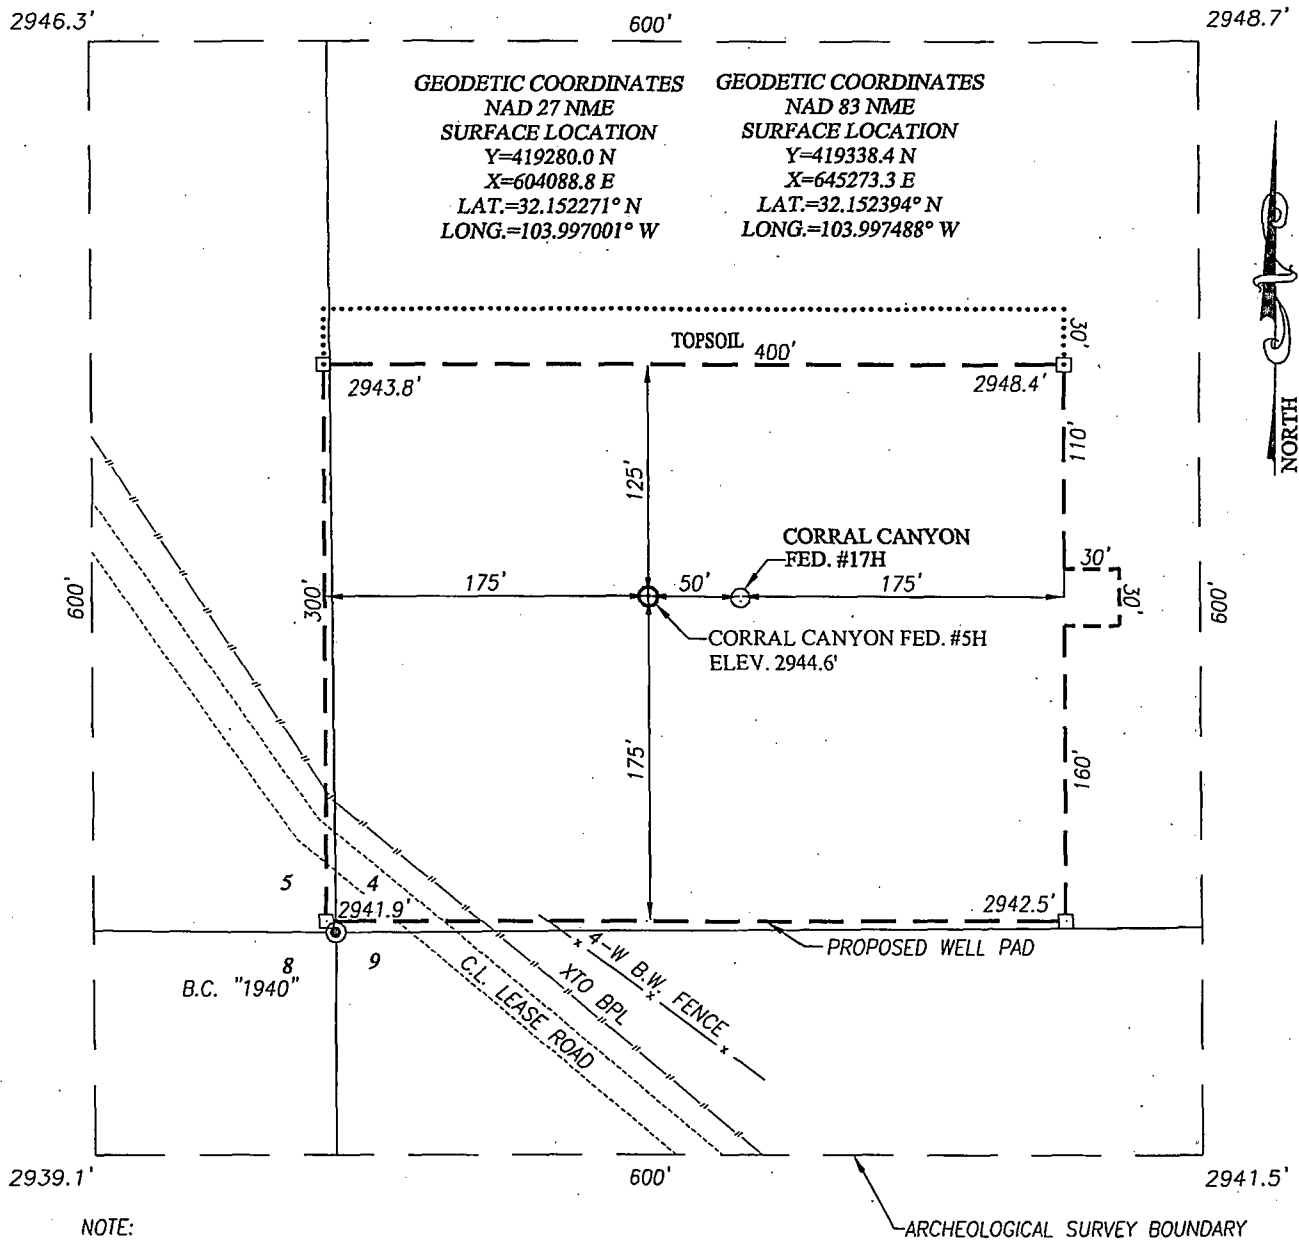 2946.3'
600'
2948.7'
GEODETIC COORDINATES
NAD 27 NME
SURFACE LOCATION
Y=419280.0 N
X=604088.8 E
LAT.=32.152271° N
LONG.=103.997001° W
GEODETIC COORDINATES
NAD 83 NME
SURFACE LOCATION
Y=419338.4 N
X=645273.3 E
LAT.=32.152394° N
LONG.=103.997488° W
NORTH
TOPSOIL
400'
30'
2943.8'
2948.4'
110'
125'
CORRAL CANYON
FED. #17H
30'
30'
600'
300'
175'
50'
175'
600'
CORRAL CANYON FED. #5H
ELEV. 2944.6'
175'
160'
5
4
2941.9'
2942.5'
PROPOSED WELL PAD
8
9
B.C. "1940"
4-W B.W. FENCE
XTO BPL
C.L. LEASE ROAD
2939.1'
600'
2941.5'
NOTE:
ARCHEOLOGICAL SURVEY BOUNDARY